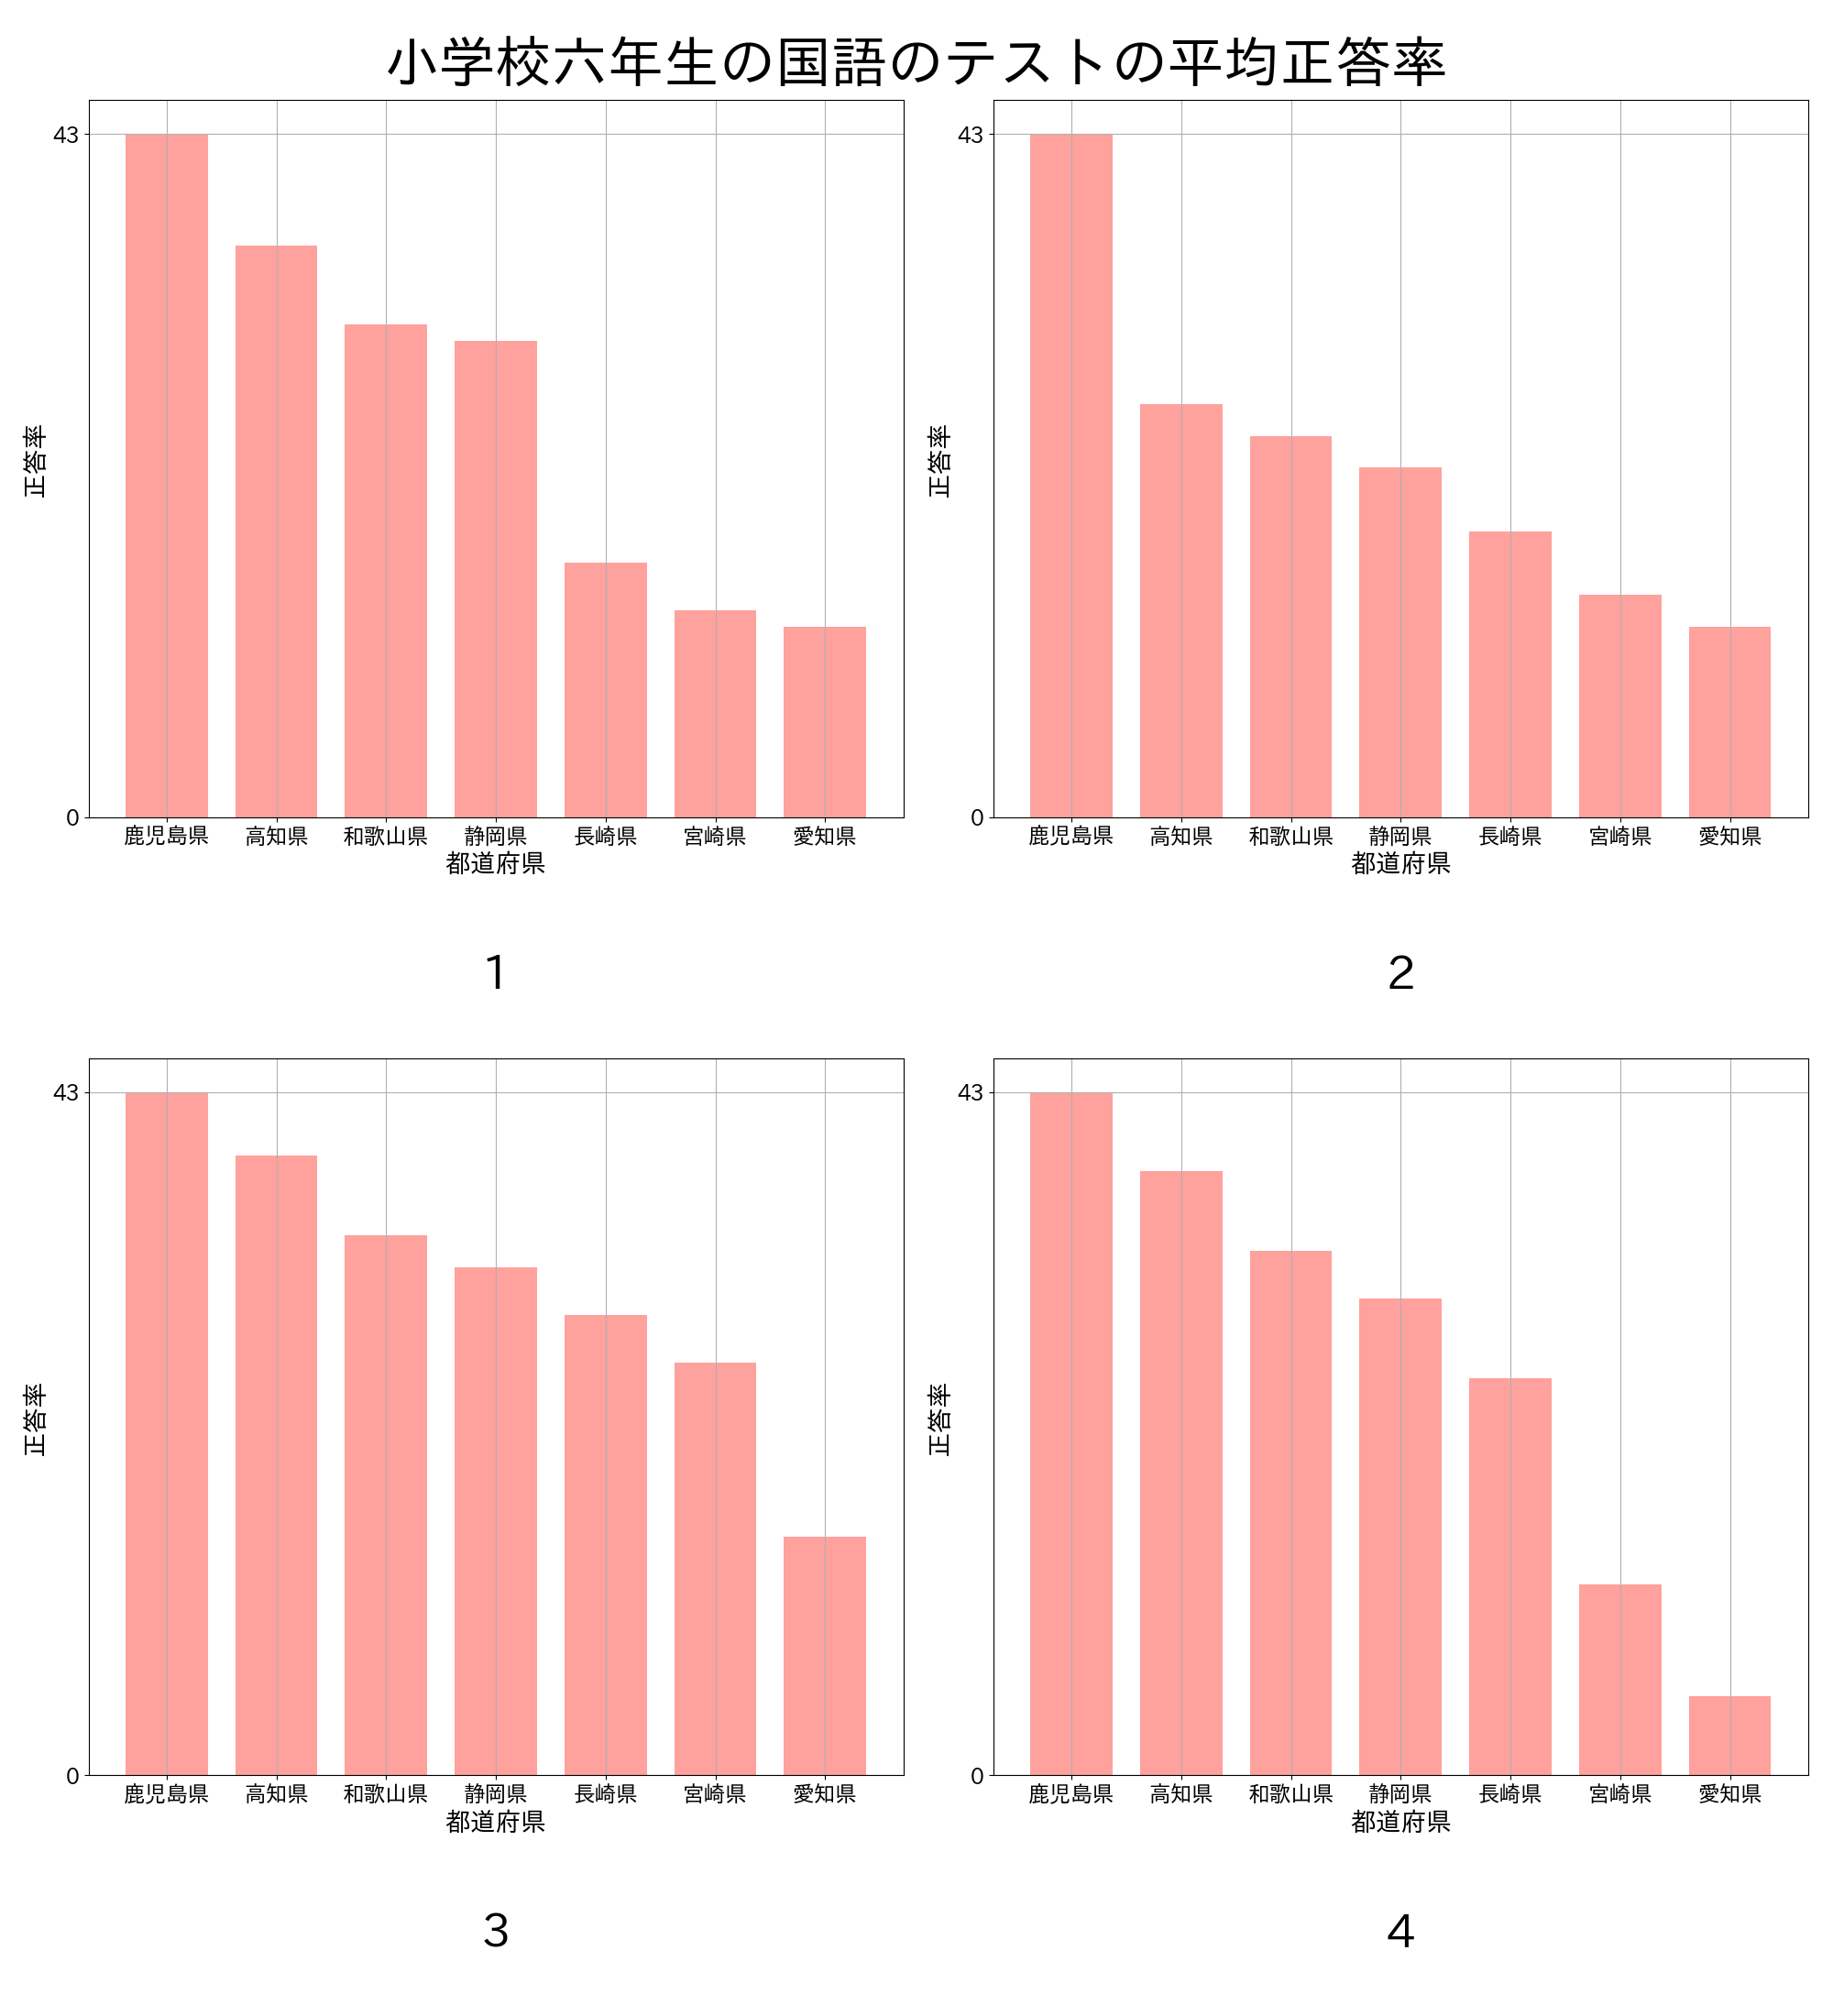 小学校六年生の国語のテストの平均正答率
43
0
正答率
鹿児島県 高知県 和歌山県 静岡県 長崎県 宮崎県 愛知県
都道府県
1
43
0
正答率
鹿児島県 高知県 和歌山県 静岡県 長崎県 宮崎県 愛知県
都道府県
2
43
0
正答率
鹿児島県 高知県 和歌山県 静岡県 長崎県 宮崎県 愛知県
都道府県
3
43
0
正答率
鹿児島県 高知県 和歌山県 静岡県 長崎県 宮崎県 愛知県
都道府県
4